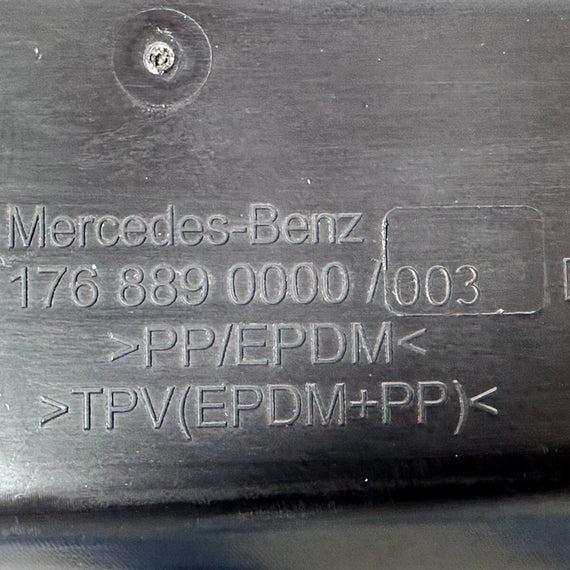 Mercedes-Benz
176 889 0000 /003
>PP/EPDM<
>TPV(EPDM+PP)<